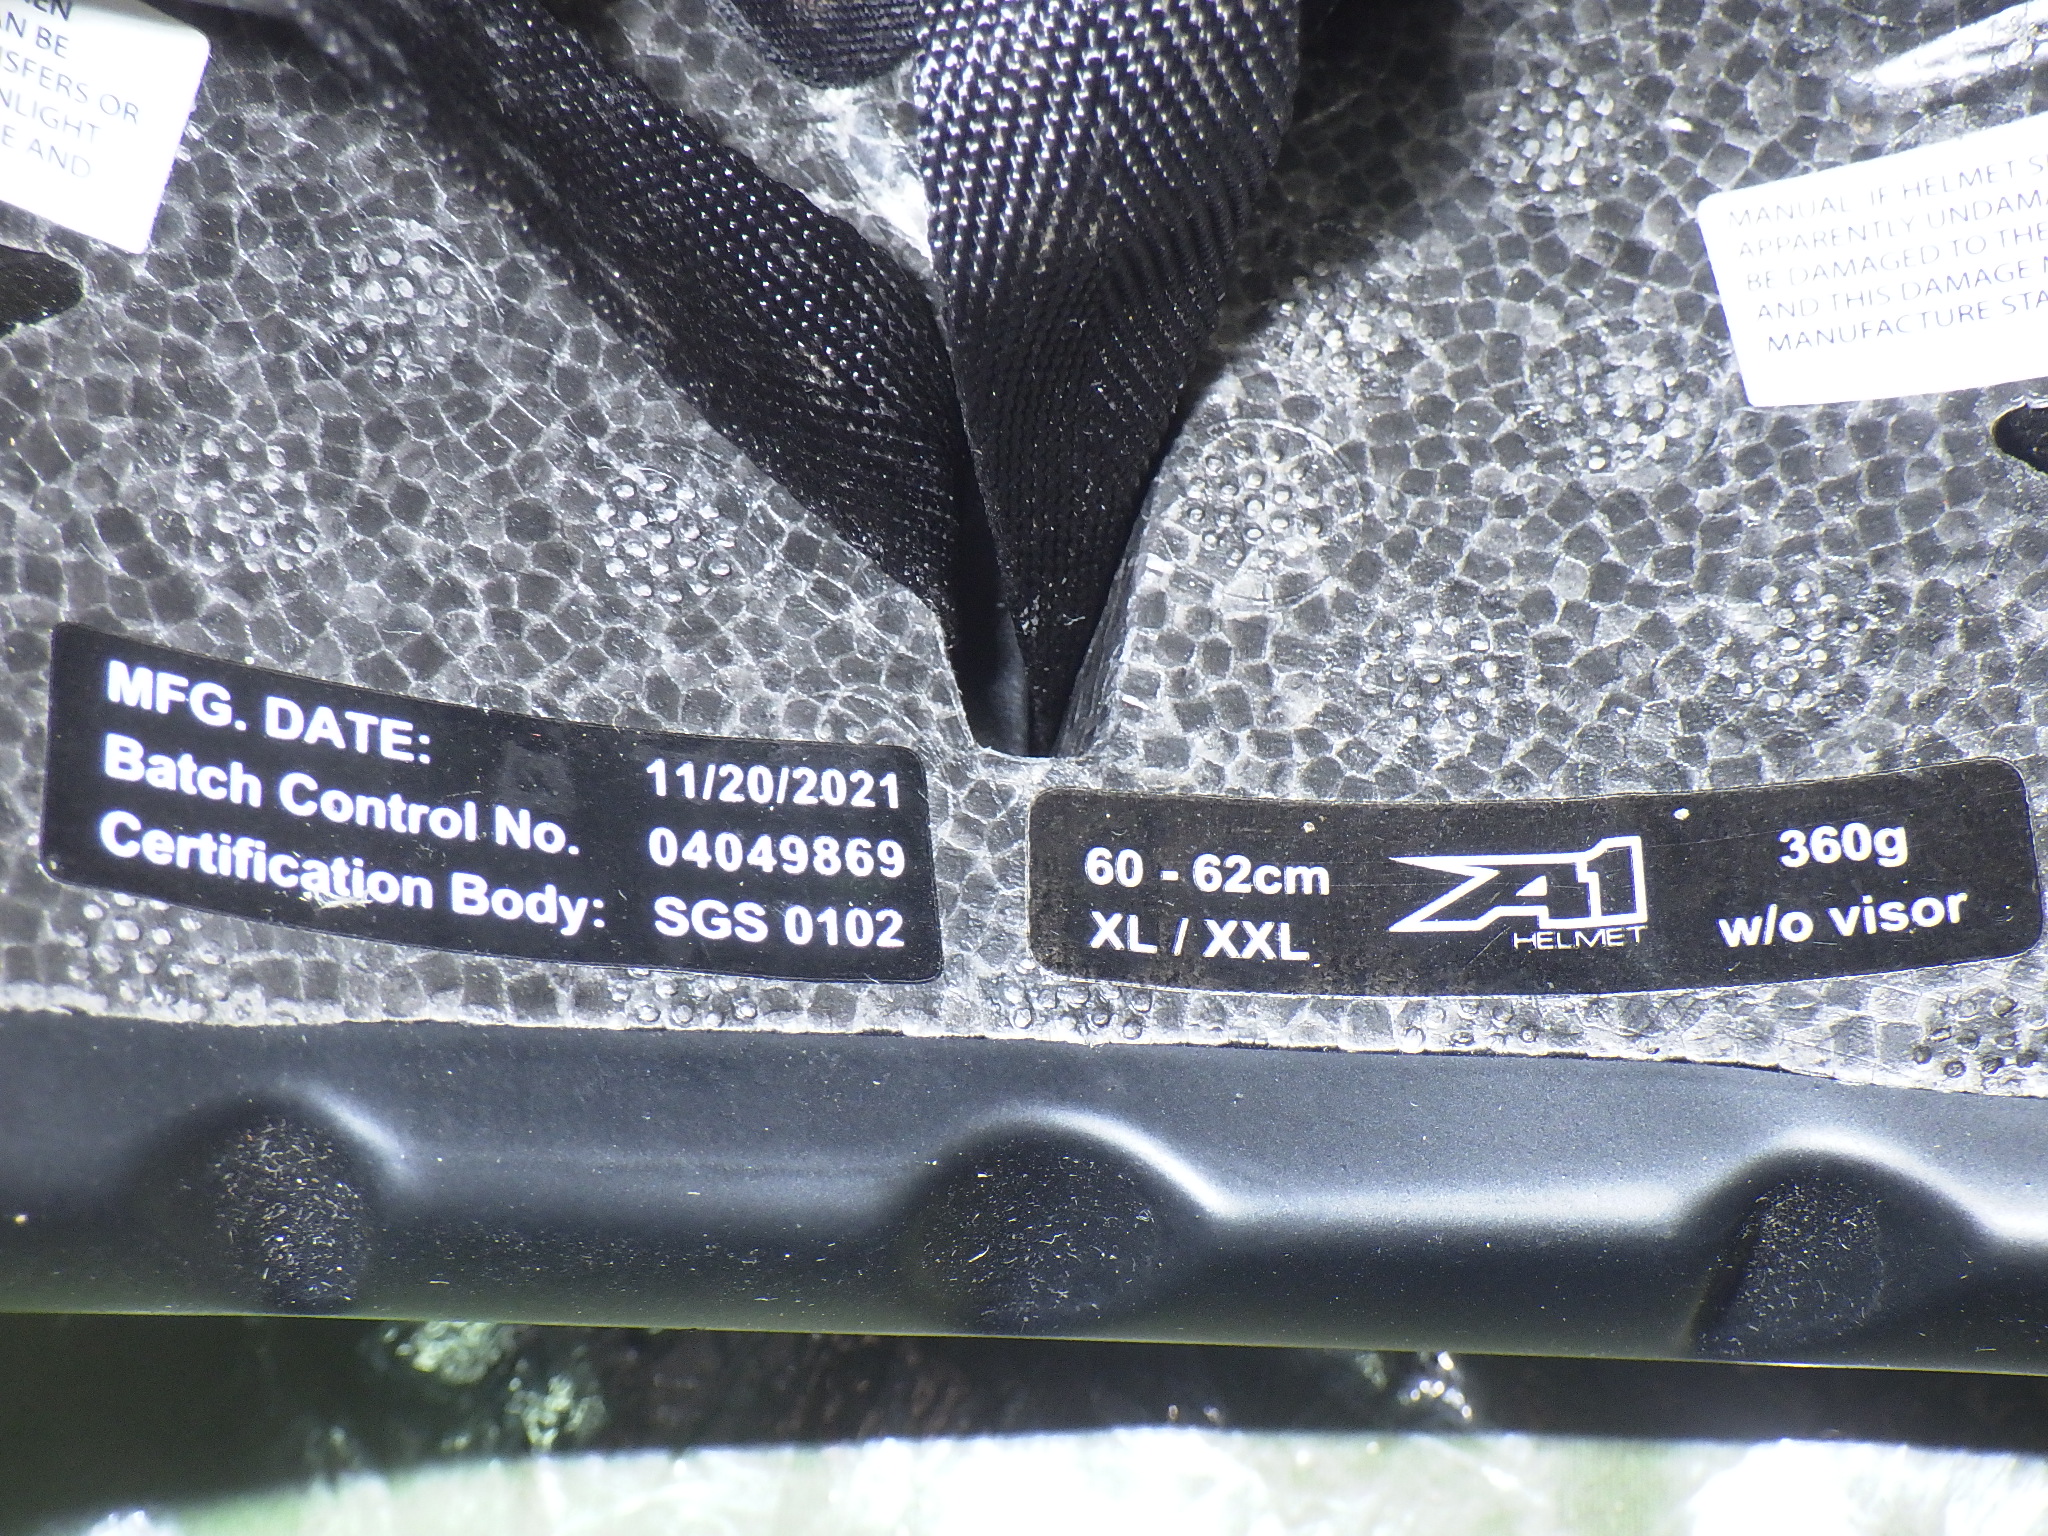 AN BE
NSFERS OR
NLIGHT
E AND
MANUAL IF HELMET S
APPARENTLY UNDAMA
BE DAMAGED TO THE
AND THIS DAMAGE
MANUFACTURE STA
MFG. DATE: 11/20/2021
Batch Control No. 04049869
Certification Body: SGS 0102
60 - 62cm
XL / XXL
A1
HELMET
360g
w/o visor